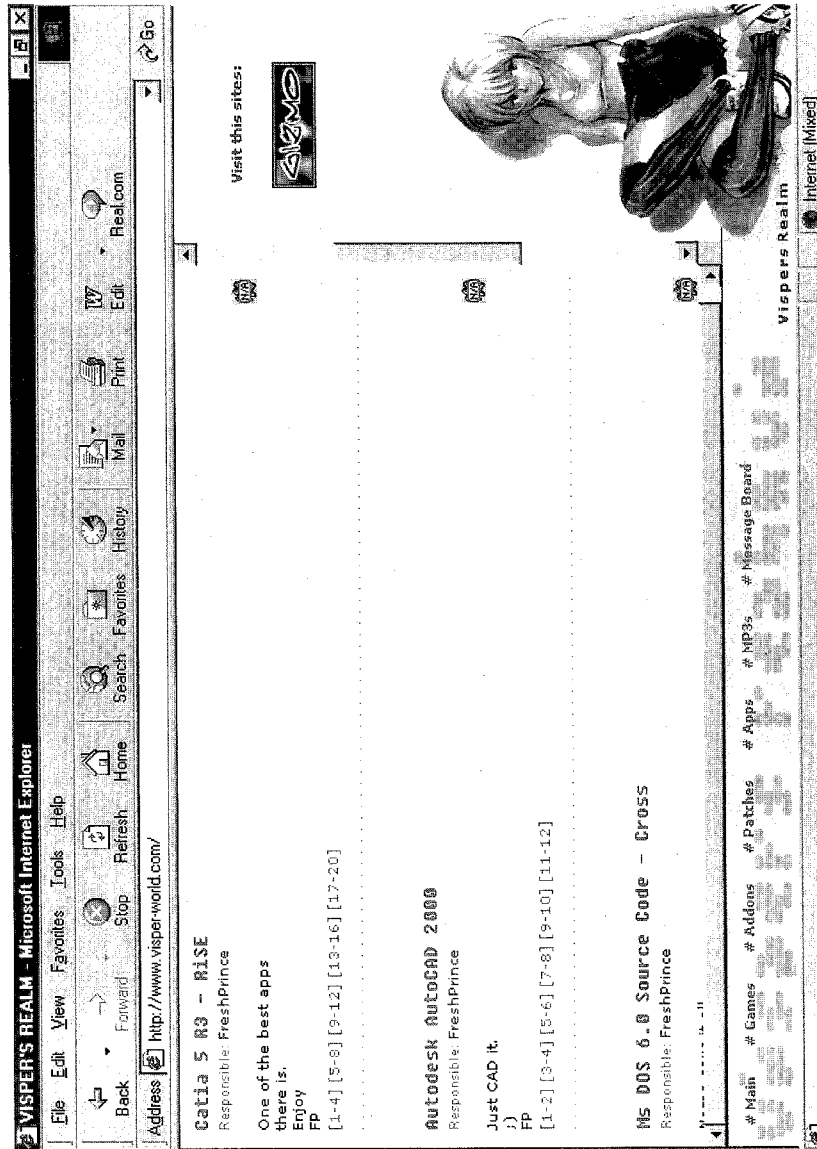 VISPER'S REALM - Microsoft Internet Explorer
File Edit View Favorites Tools Help
Back Forward Stop Refresh Home Search Favorites History Mail Print Edit Real.com
Address http://www.visper-world.com/ Go
Catia 5 R3 - RiSE
Responsible: FreshPrince
N/A
One of the best apps
there is.
Enjoy
FP
[1-4] [5-8] [9-12] [13-16] [17-20]
Autodesk AutoCAD 2000
Responsible: FreshPrince
N/A
Just CAD it.
;)
FP
[1-2] [3-4] [5-6] [7-8] [9-10] [11-12]
Ms DOS 6.0 Source Code - Cross
Responsible: FreshPrince
N/A
Visit this sites:
GIZMO
# Main # Games # Addons # Patches # Apps # MP3s # Message Board
Vispers Realm
Internet (Mixed)